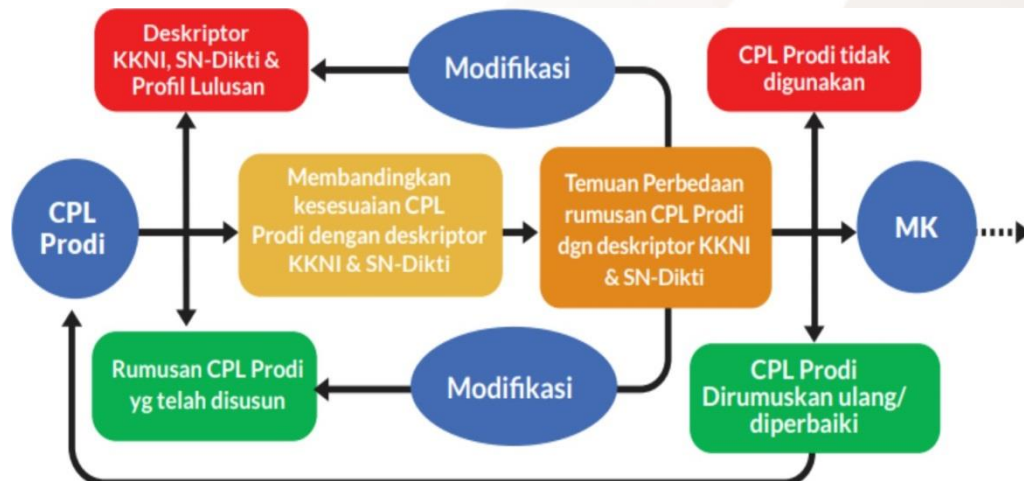 Deskriptor
KKNI, SN-Dikti &
Profil Lulusan
Modifikasi
CPL Prodi tidak
digunakan
CPL
Prodi
Membandingkan
kesesuaian CPL
Prodi dengan deskriptor
KKNI & SN-Dikti
Temuan Perbedaan
rumusan CPL Prodi
dgn deskriptor KKNI
& SN-Dikti
MK
Rumusan CPL Prodi
yg telah disusun
Modifikasi
CPL Prodi
Dirumuskan ulang/
diperbaiki